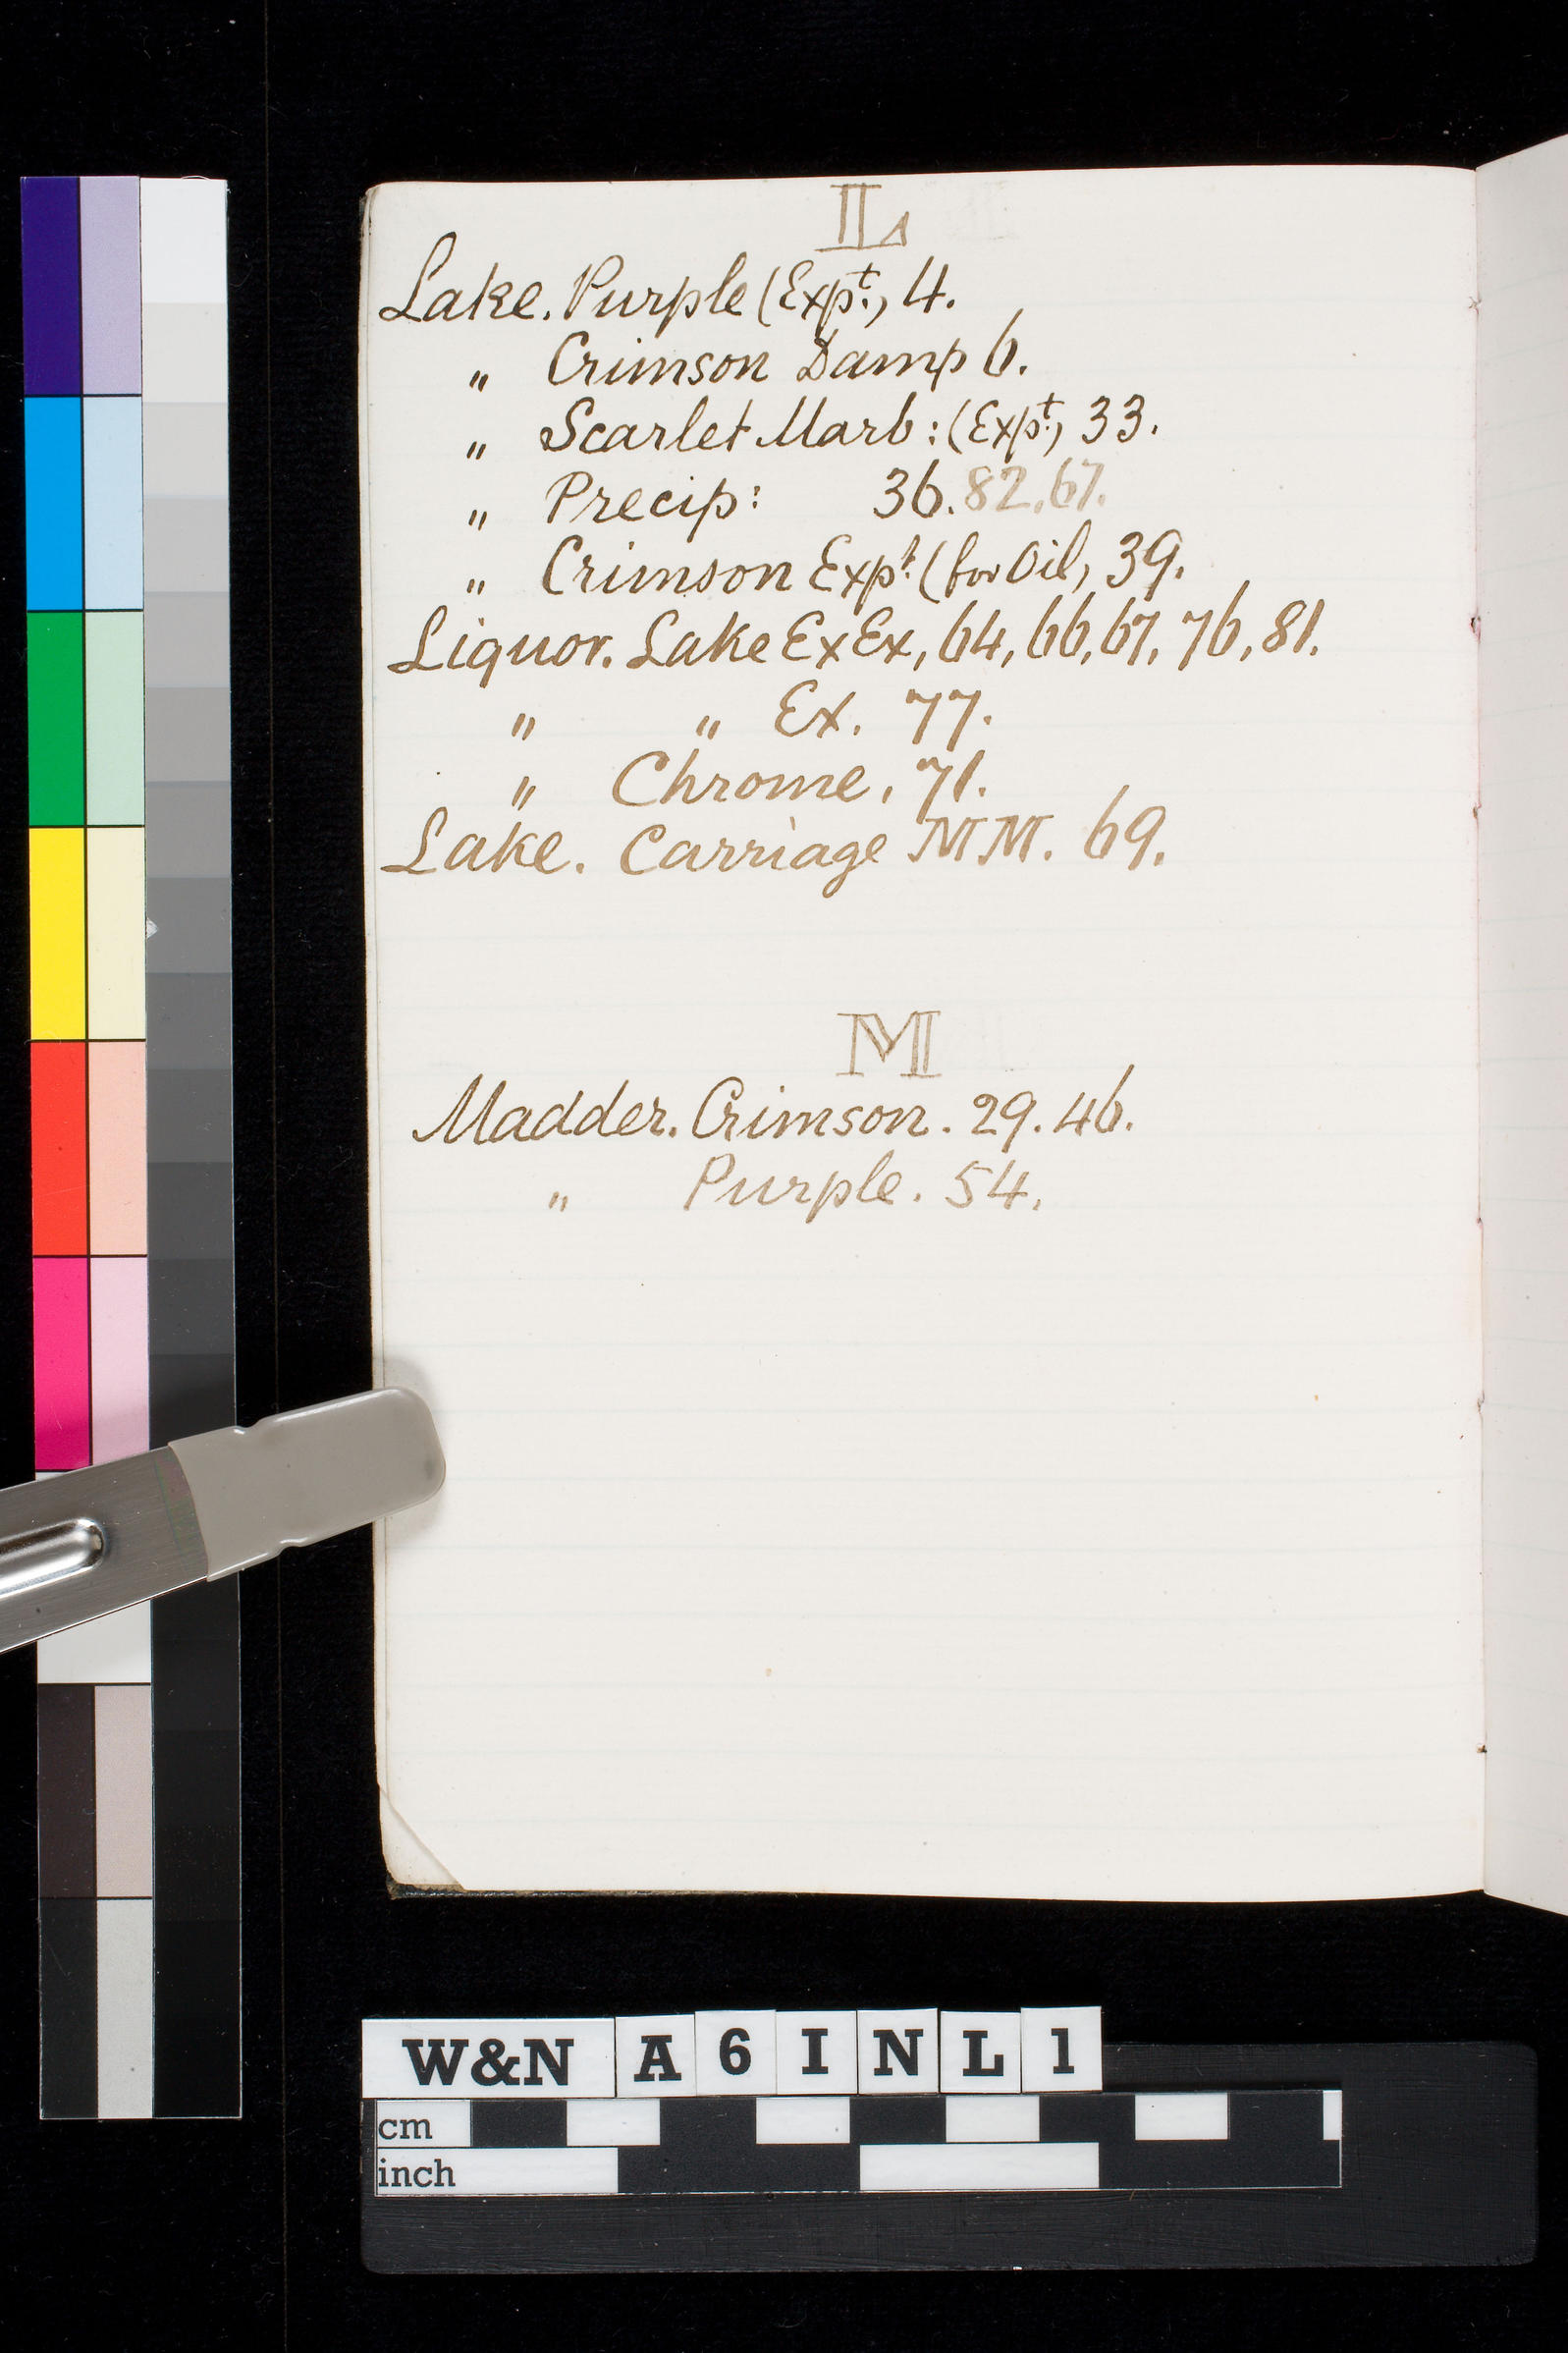 L
Lake. Purple (Expt:) 4.
„ Crimson Damp 6.
„ Scarlet Marb: (Expt:) 33.
„ Precip: 36. 82. 67.
„ Crimson Expt: (for Oil) 39.
Liquor. Lake Ex Ex, 64, 66, 67, 76, 81.
„ „ Ex. 77.
„ Chrome, 71.
Lake. Carriage MM. 69.
M
Madder. Crimson. 29. 46.
„ Purple. 54.
W&N A 6 I N L 1
cm
inch